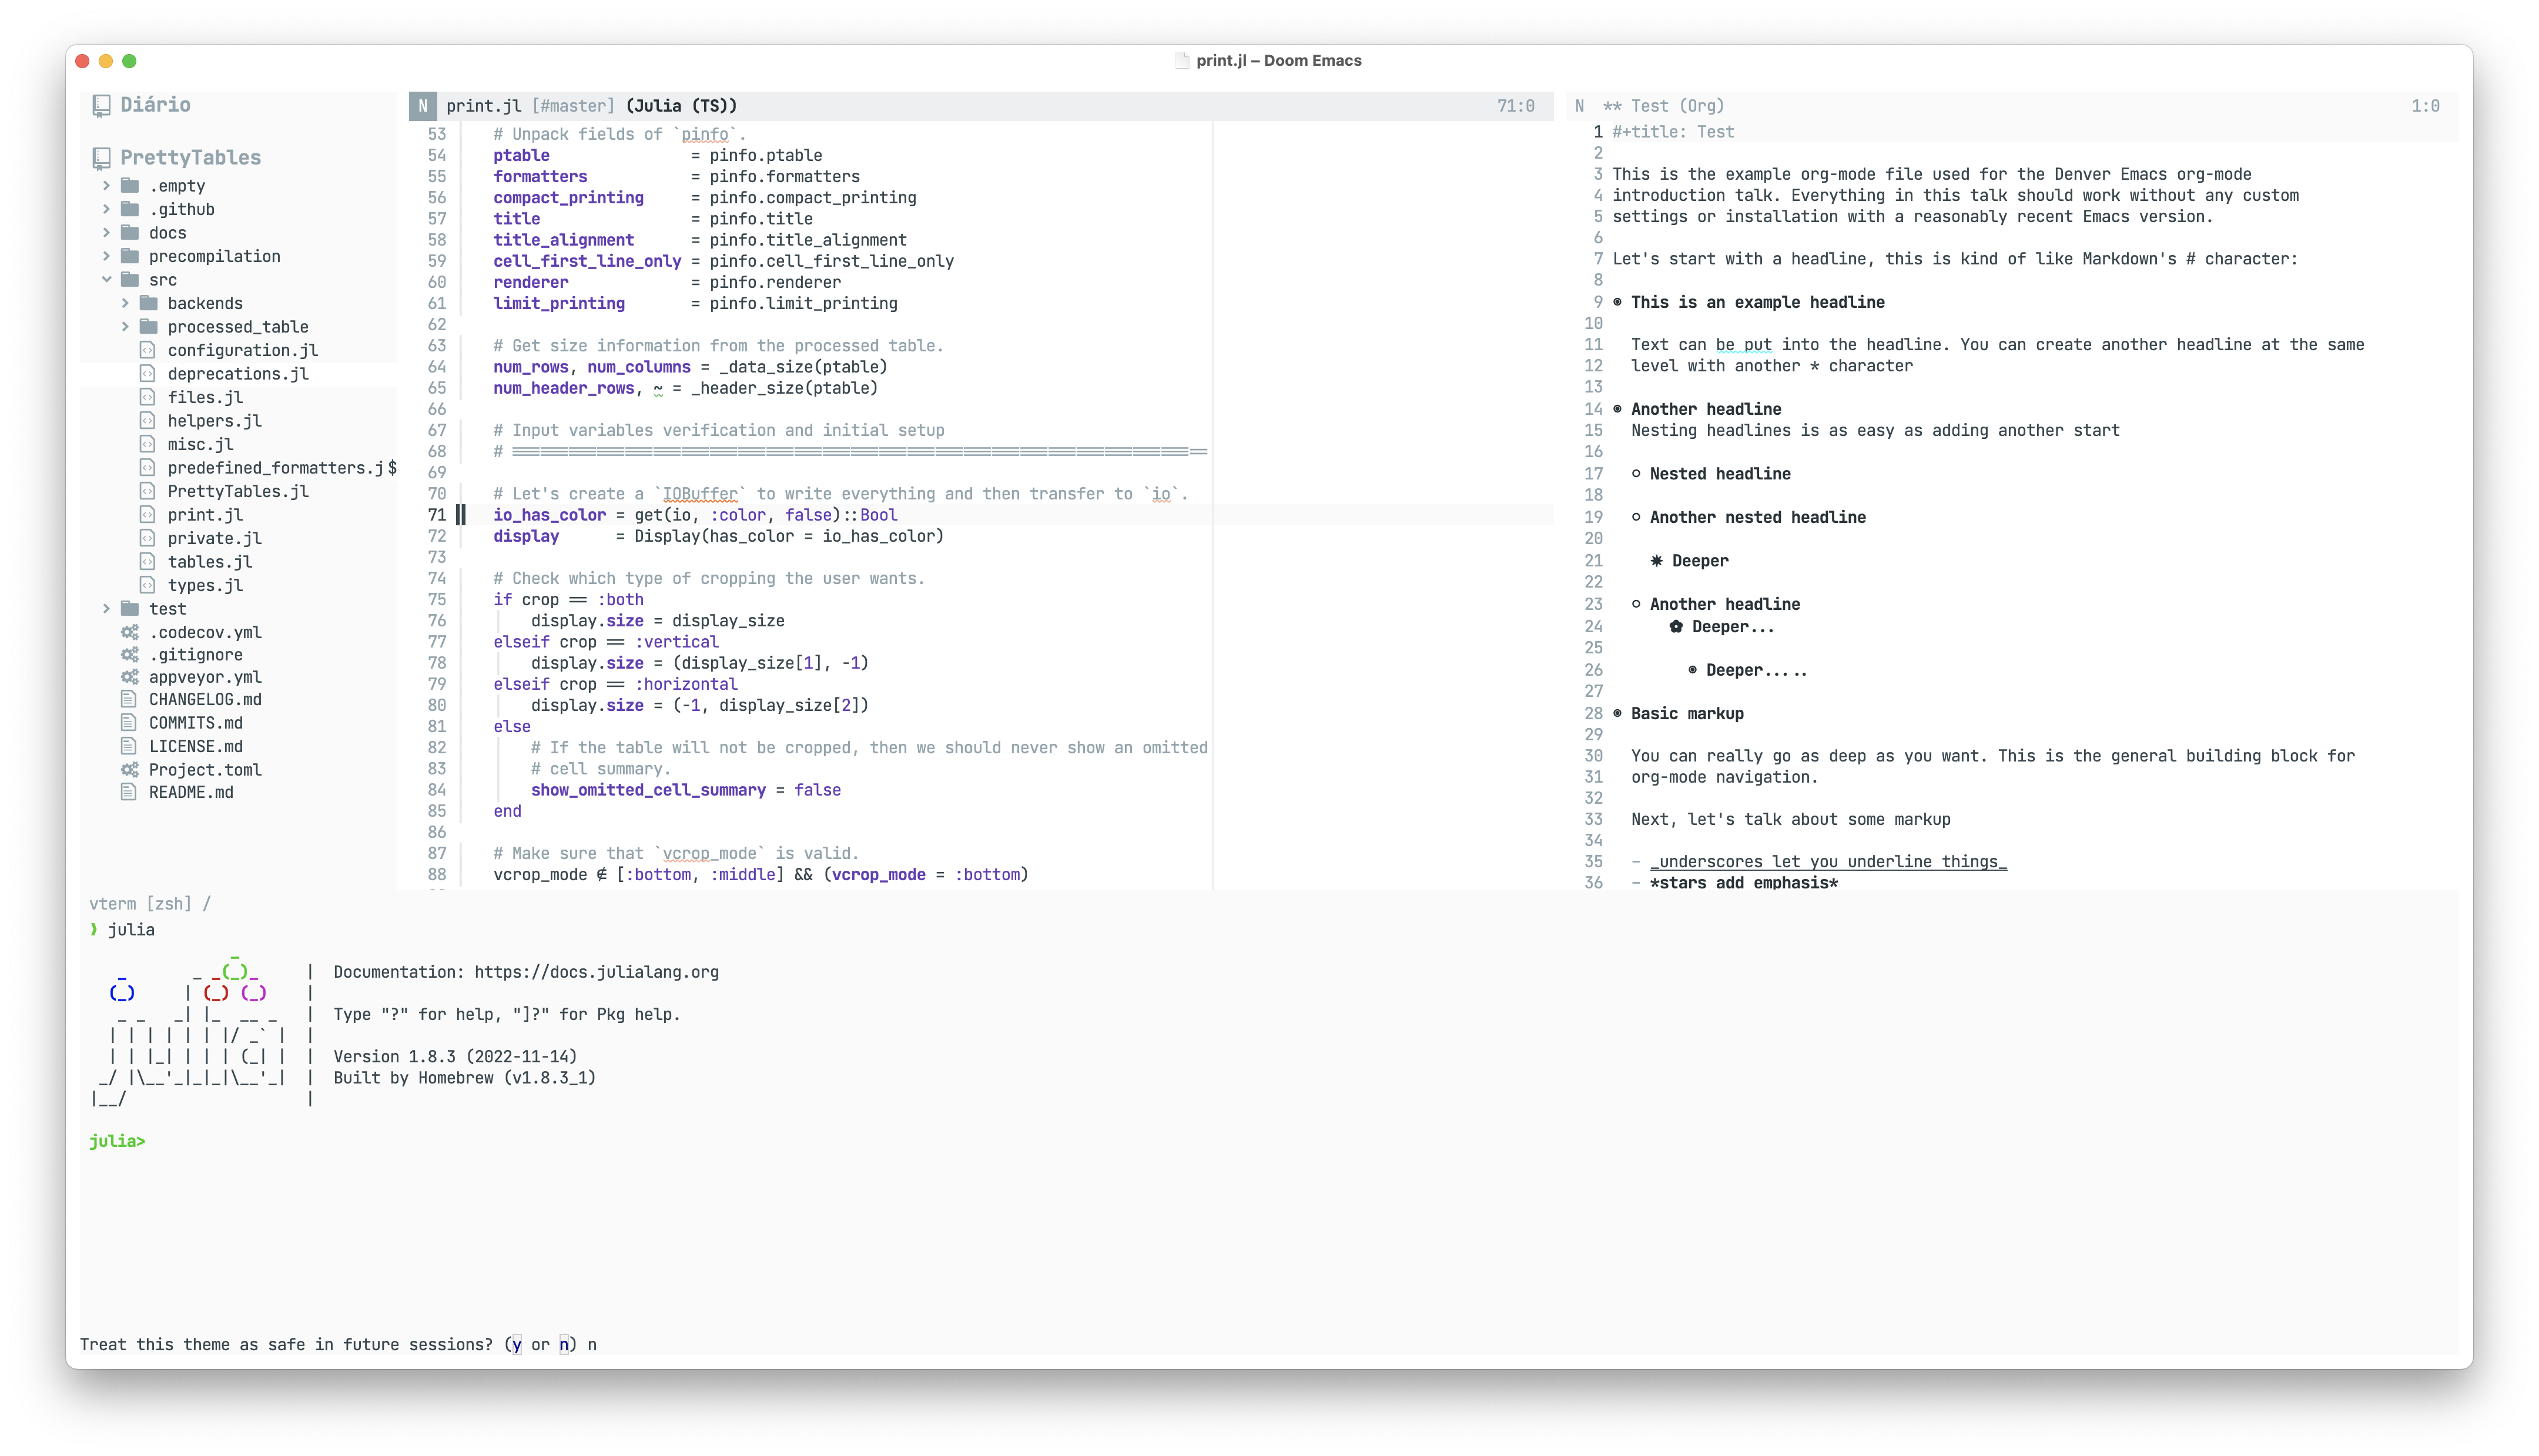 print.jl – Doom Emacs
Diário
PrettyTables
.empty
.github
docs
precompilation
src
backends
processed_table
configuration.jl
deprecations.jl
files.jl
helpers.jl
misc.jl
predefined_formatters.j$
PrettyTables.jl
print.jl
private.jl
tables.jl
types.jl
test
.codecov.yml
.gitignore
appveyor.yml
CHANGELOG.md
COMMITS.md
LICENSE.md
Project.toml
README.md
N print.jl [#master] (Julia (TS)) 71:0
53 # Unpack fields of `pinfo`.
54 ptable               = pinfo.ptable
55 formatters           = pinfo.formatters
56 compact_printing     = pinfo.compact_printing
57 title                = pinfo.title
58 title_alignment      = pinfo.title_alignment
59 cell_first_line_only = pinfo.cell_first_line_only
60 renderer             = pinfo.renderer
61 limit_printing       = pinfo.limit_printing
62
63 # Get size information from the processed table.
64 num_rows, num_columns = _data_size(ptable)
65 num_header_rows, ~ = _header_size(ptable)
66
67 # Input variables verification and initial setup
68 # ==========================================================================
69
70 # Let's create a `IOBuffer` to write everything and then transfer to `io`.
71 io_has_color = get(io, :color, false)::Bool
72 display      = Display(has_color = io_has_color)
73
74 # Check which type of cropping the user wants.
75 if crop == :both
76     display.size = display_size
77 elseif crop == :vertical
78     display.size = (display_size[1], -1)
79 elseif crop == :horizontal
80     display.size = (-1, display_size[2])
81 else
82     # If the table will not be cropped, then we should never show an omitted
83     # cell summary.
84     show_omitted_cell_summary = false
85 end
86
87 # Make sure that `vcrop_mode` is valid.
88 vcrop_mode ∉ [:bottom, :middle] && (vcrop_mode = :bottom)
N ** Test (Org) 1:0
1 #+title: Test
2
3 This is the example org-mode file used for the Denver Emacs org-mode
4 introduction talk. Everything in this talk should work without any custom
5 settings or installation with a reasonably recent Emacs version.
6
7 Let's start with a headline, this is kind of like Markdown's # character:
8
9 ◉ This is an example headline
10
11 Text can be put into the headline. You can create another headline at the same
12 level with another * character
13
14 ◉ Another headline
15 Nesting headlines is as easy as adding another start
16
17 ○ Nested headline
18
19 ○ Another nested headline
20
21 ✸ Deeper
22
23 ○ Another headline
24 ✿ Deeper...
25
26 ◉ Deeper.....
27
28 ◉ Basic markup
29
30 You can really go as deep as you want. This is the general building block for
31 org-mode navigation.
32
33 Next, let's talk about some markup
34
35 - _underscores let you underline things_
36 - *stars add emphasis*
vterm [zsh] /
❱ julia
               _
   _       _ _(_)_     |  Documentation: https://docs.julialang.org
  (_)     | (_) (_)    |
   _ _   _| |_  __ _   |  Type "?" for help, "]?" for Pkg help.
  | | | | | | |/ _` |  |
  | | |_| | | | (_| |  |  Version 1.8.3 (2022-11-14)
 _/ |\__'_|_|_|\__'_|  |  Built by Homebrew (v1.8.3_1)
|__/                   |
julia>
Treat this theme as safe in future sessions? (y or n) n